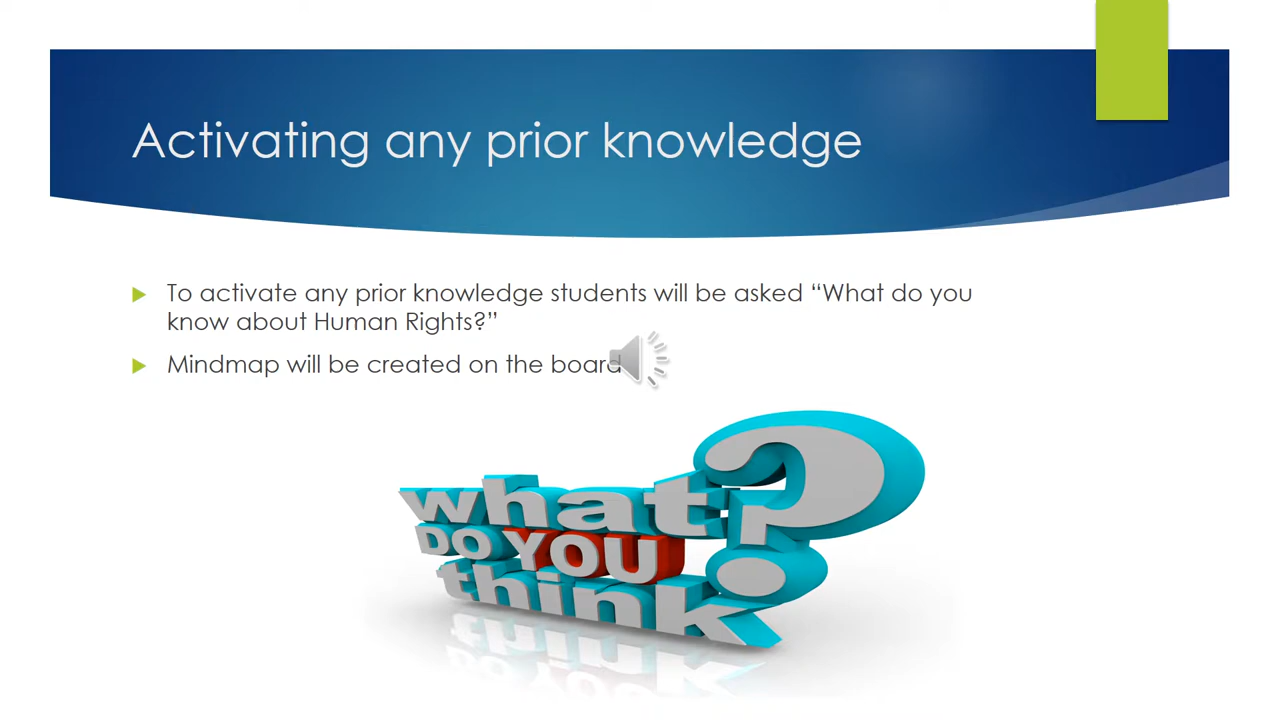 Activating any prior knowledge
To activate any prior knowledge students will be asked “What do you
know about Human Rights?”
Mindmap will be created on the board
what
DO YOU
think
?